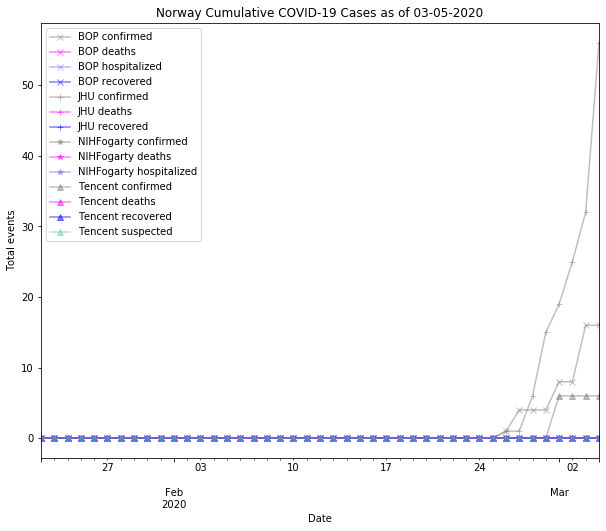 Norway Cumulative COVID-19 Cases as of 03-05-2020
BOP confirmed
BOP deaths
BOP hospitalized
BOP recovered
JHU confirmed
JHU deaths
JHU recovered
NIHFogarty confirmed
NIHFogarty deaths
NIHFogarty hospitalized
Tencent confirmed
Tencent deaths
Tencent recovered
Tencent suspected
Total events
50
40
30
20
10
0
27 03 10 17 24 02
Feb Mar
2020
Date